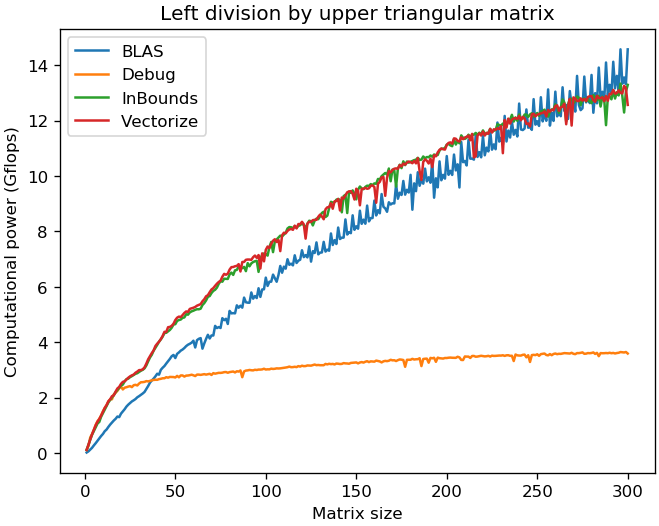 Left division by upper triangular matrix
BLAS
Debug
InBounds
Vectorize
Computational power (Gflops)
14
12
10
8
6
4
2
0
0 50 100 150 200 250 300
Matrix size